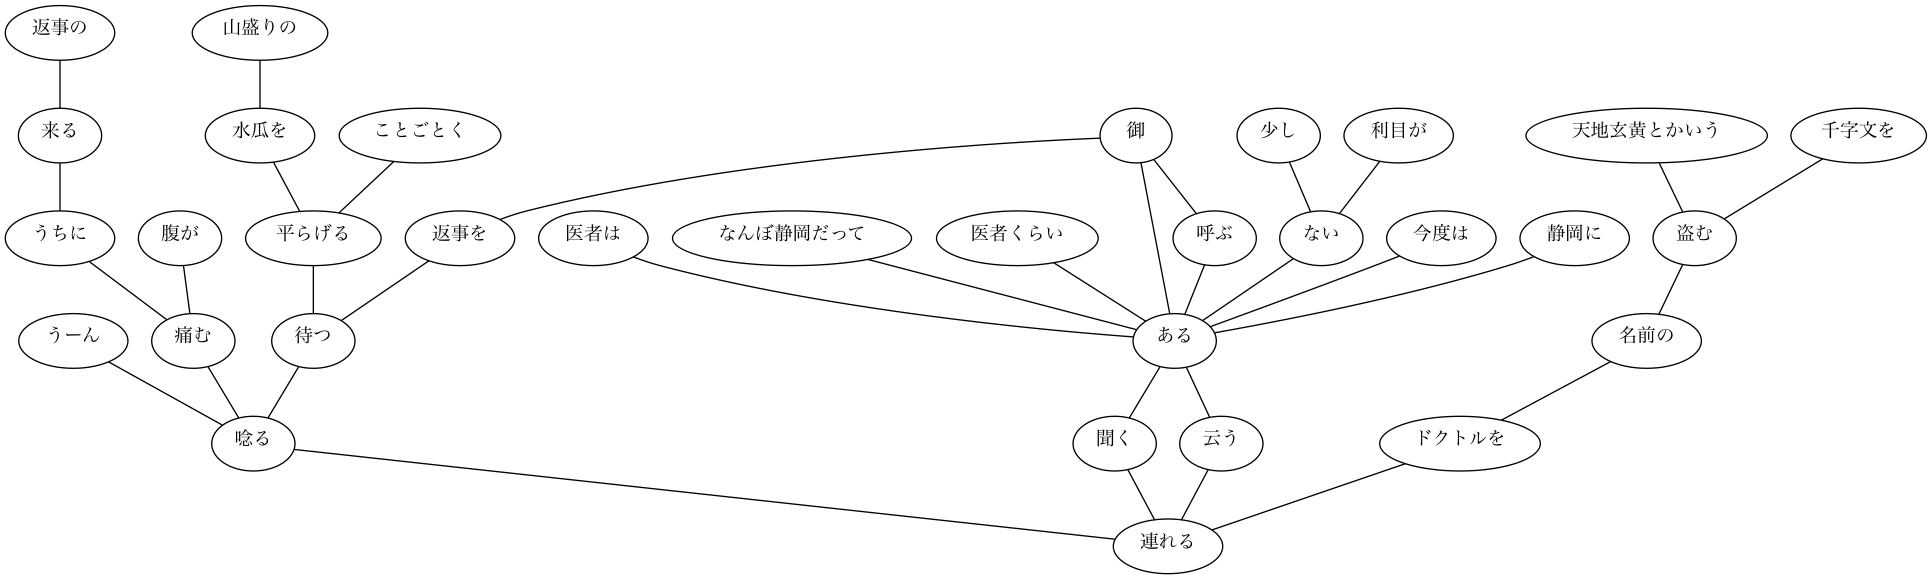 返事の
山盛りの
来る
水瓜を
ことごとく
御
少し
利目が
天地玄黄とかいう
千字文を
うちに
腹が
平らげる
返事を
医者は
なんぼ静岡だって
医者くらい
呼ぶ
ない
今度は
静岡に
盗む
うーん
痛む
待つ
ある
名前の
唸る
聞く
云う
ドクトルを
連れる